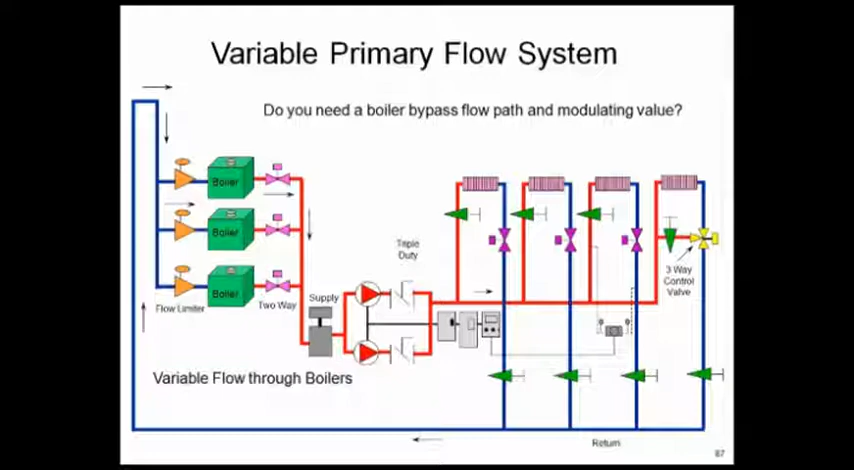 Variable Primary Flow System
Do you need a boiler bypass flow path and modulating value?
Boiler
Boiler
Triple
Duty
3 Way
Control
Valve
Boiler
Supply
Flow Limiter
Two Way
Variable Flow through Boilers
Return
87